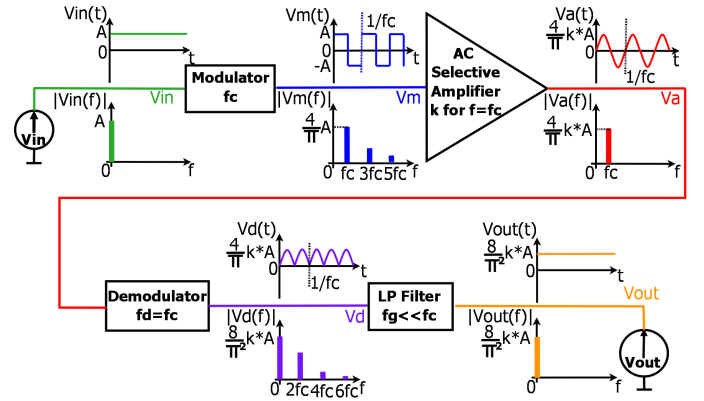 Vin(t)
A
0
t
Vin
|Vin(f)|
A
0
f
Vin
Modulator
fc
Vm(t)
1/fc
A
0
-A
t
Vm
|Vm(f)|
4/π A
0
fc 3fc 5fc f
AC
Selective
Amplifier
k for f=fc
Va(t)
4/π k*A
0
t
1/fc
Va
|Va(f)|
4/π k*A
0
fc
f
Vd(t)
4/π k*A
0
t
1/fc
Demodulator
fd=fc
Vd
|Vd(f)|
8/π² k*A
0
2fc 4fc 6fc f
LP Filter
fg<<fc
Vout(t)
8/π² k*A
0
t
Vout
|Vout(f)|
8/π² k*A
0
f
Vout